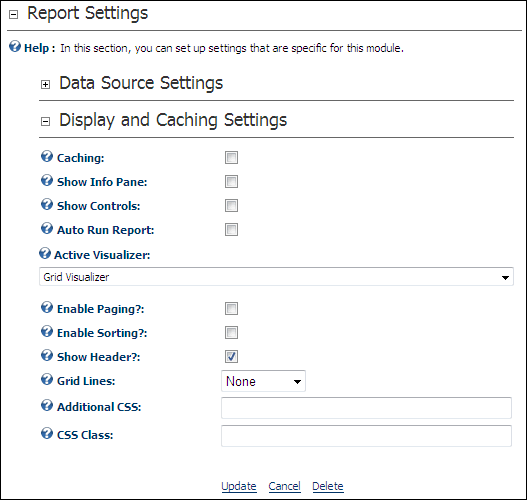 Report Settings
Help : In this section, you can set up settings that are specific for this module.
Data Source Settings
Display and Caching Settings
Caching:
Show Info Pane:
Show Controls:
Auto Run Report:
Active Visualizer:
Grid Visualizer
Enable Paging?:
Enable Sorting?:
Show Header?:
Grid Lines: None
Additional CSS:
CSS Class:
Update Cancel Delete